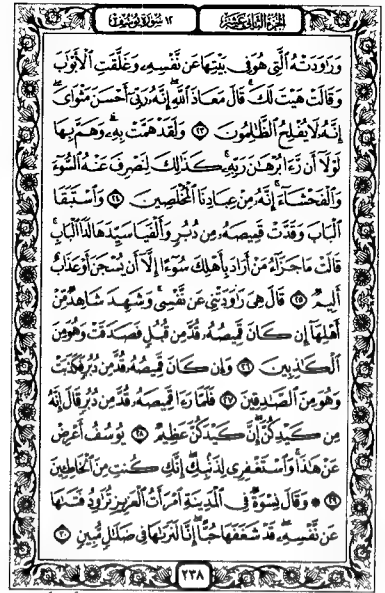 الجزء الثاني عشر
١٢ سورة يوسف
وَرَٰوَدَتْهُ ٱلَّتِى هُوَ فِى بَيْتِهَا عَن نَّفْسِهِۦ وَغَلَّقَتِ ٱلْأَبْوَٰبَ
وَقَالَتْ هَيْتَ لَكَ ۚ قَالَ مَعَاذَ ٱللَّهِ ۖ إِنَّهُۥ رَبِّىٓ أَحْسَنَ مَثْوَاىَ ۖ
إِنَّهُۥ لَا يُفْلِحُ ٱلظَّٰلِمُونَ ٢٣ وَلَقَدْ هَمَّتْ بِهِۦ ۖ وَهَمَّ بِهَا
لَوْلَآ أَن رَّءَا بُرْهَٰنَ رَبِّهِۦ ۚ كَذَٰلِكَ لِنَصْرِفَ عَنْهُ ٱلسُّوٓءَ
وَٱلْفَحْشَآءَ ۚ إِنَّهُۥ مِنْ عِبَادِنَا ٱلْمُخْلَصِينَ ٢٤ وَٱسْتَبَقَا
ٱلْبَابَ وَقَدَّتْ قَمِيصَهُۥ مِن دُبُرٍ وَأَلْفَيَا سَيِّدَهَا لَدَا ٱلْبَابِ ۚ
قَالَتْ مَا جَزَآءُ مَنْ أَرَادَ بِأَهْلِكَ سُوٓءًا إِلَّآ أَن يُسْجَنَ أَوْ عَذَابٌ
أَلِيمٌ ٢٥ قَالَ هِىَ رَٰوَدَتْنِى عَن نَّفْسِى ۚ وَشَهِدَ شَاهِدٌ مِّنْ
أَهْلِهَآ إِن كَانَ قَمِيصُهُۥ قُدَّ مِن قُبُلٍ فَصَدَقَتْ وَهُوَ مِنَ
ٱلْكَٰذِبِينَ ٢٦ وَإِن كَانَ قَمِيصُهُۥ قُدَّ مِن دُبُرٍ فَكَذَبَتْ
وَهُوَ مِنَ ٱلصَّٰدِقِينَ ٢٧ فَلَمَّا رَءَا قَمِيصَهُۥ قُدَّ مِن دُبُرٍ قَالَ إِنَّهُۥ
مِن كَيْدِكُنَّ ۖ إِنَّ كَيْدَكُنَّ عَظِيمٌ ٢٨ يُوسُفُ أَعْرِضْ
عَنْ هَٰذَا ۚ وَٱسْتَغْفِرِى لِذَنۢبِكِ ۖ إِنَّكِ كُنتِ مِنَ ٱلْخَاطِـِٔينَ
٢٩ ۞ وَقَالَ نِسْوَةٌ فِى ٱلْمَدِينَةِ ٱمْرَأَتُ ٱلْعَزِيزِ تُرَٰوِدُ فَتَىٰهَا
عَن نَّفْسِهِۦ ۖ قَدْ شَغَفَهَا حُبًّا ۖ إِنَّا لَنَرَىٰهَا فِى ضَلَٰلٍ مُّبِينٍ ٣٠
٢٣٨